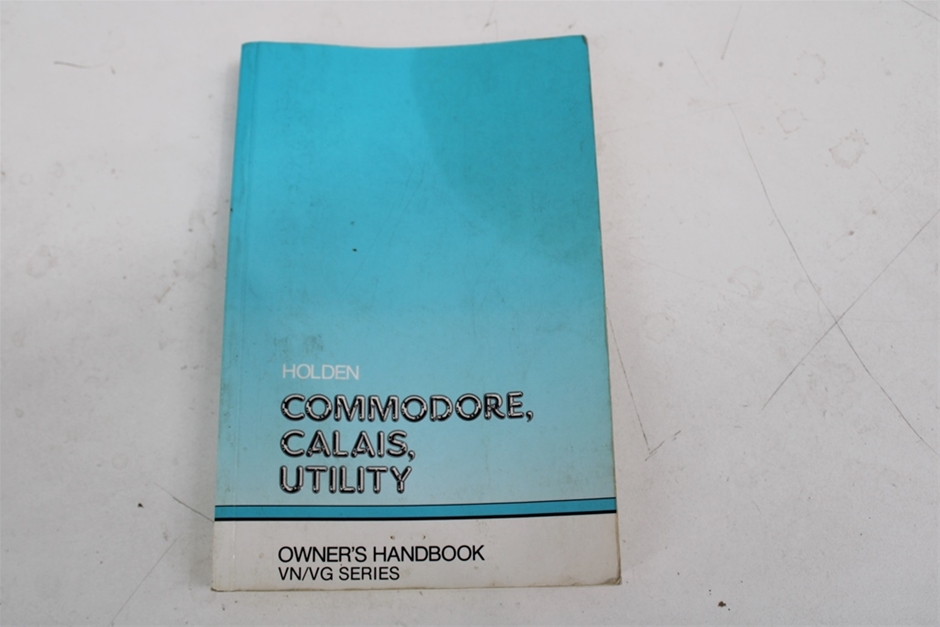 HOLDEN
COMMODORE,
CALAIS,
UTILITY
OWNER'S HANDBOOK
VN/VG SERIES